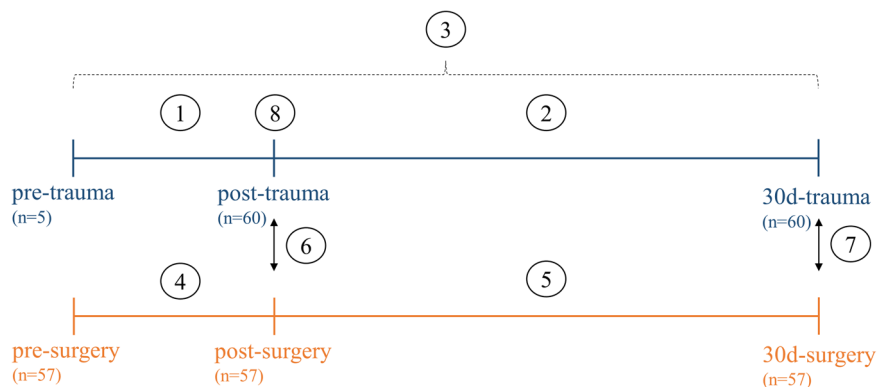 3
1 8 2
pre-trauma post-trauma 30d-trauma
(n=5) (n=60) (n=60)
6 7
4 5
pre-surgery post-surgery 30d-surgery
(n=57) (n=57) (n=57)